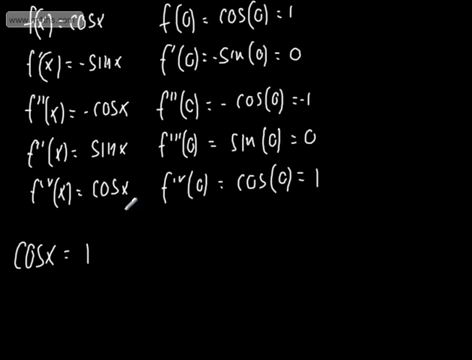 f(x) = cosx f(0) = cos(0) = 1
f'(x) = -sinx f'(0) = -sin(0) = 0
f''(x) = -cosx f''(0) = -cos(0) = -1
f'''(x) = sinx f'''(0) = sin(0) = 0
f'v(x) = cosx f'v(0) = cos(0) = 1
cosx = 1